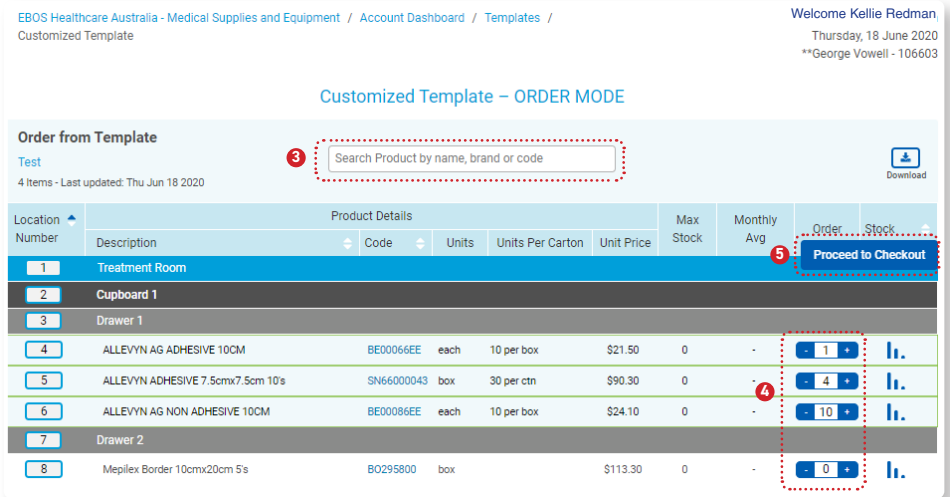 EBOS Healthcare Australia - Medical Supplies and Equipment / Account Dashboard / Templates /
Customized Template
Welcome Kellie Redman,
Thursday, 18 June 2020
**George Vowell - 106603
Customized Template – ORDER MODE
Order from Template
Test
4 Items - Last updated: Thu Jun 18 2020
3 Search Product by name, brand or code
Download
Location Number Product Details Max Stock Monthly Avg Order Stock
Description Code Units Units Per Carton Unit Price
5 Proceed to Checkout
1 Treatment Room
2 Cupboard 1
3 Drawer 1
4 ALLEVYN AG ADHESIVE 10CM BE00066EE each 10 per box $21.50 0 - - 1 +
5 ALLEVYN ADHESIVE 7.5cmx7.5cm 10's SN66000043 box 30 per ctn $90.30 0 - - 4 +
4
6 ALLEVYN AG NON ADHESIVE 10CM BE00086EE each 10 per box $24.10 0 - - 10 +
7 Drawer 2
8 Mepilex Border 10cmx20cm 5's BO295800 box $113.30 0 - - 0 +